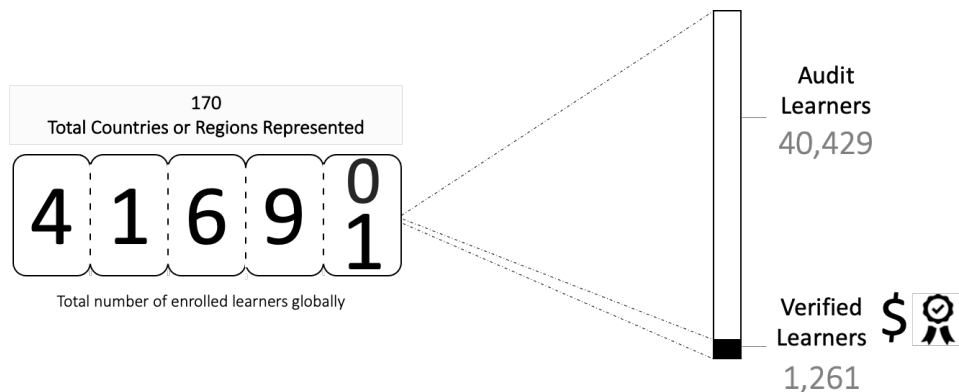 170
Total Countries or Regions Represented
4 1 6 9 0
1
Total number of enrolled learners globally
Audit
Learners
40,429
Verified
Learners
$
1,261